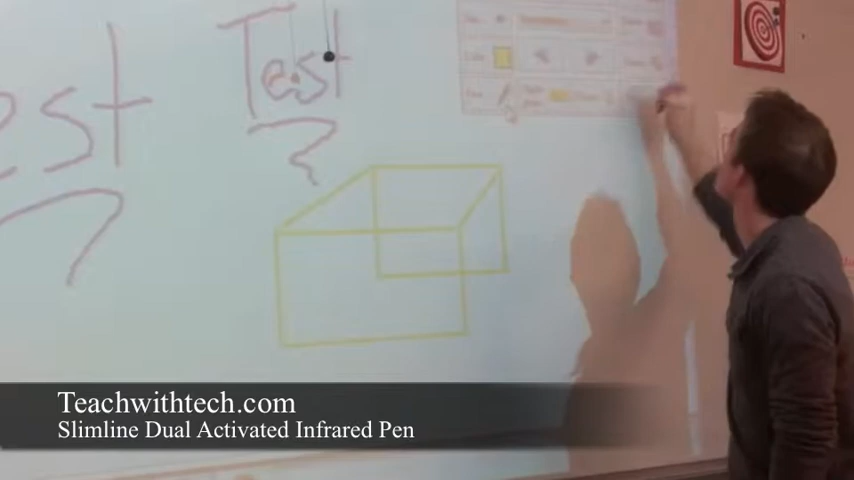 est
Test
?
?
Teachwithtech.com
Slimline Dual Activated Infrared Pen